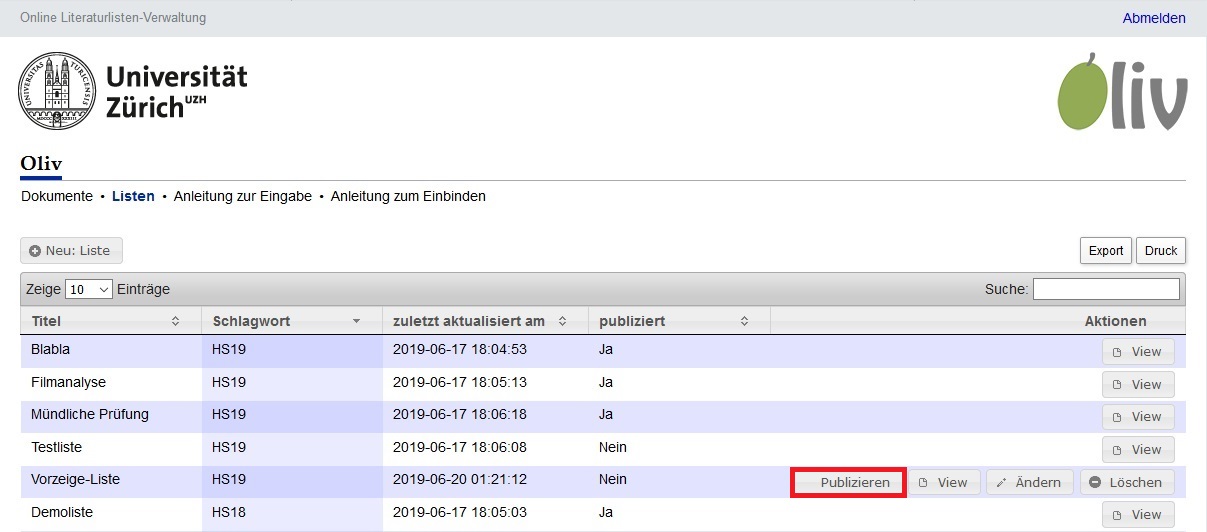 Online Literaturlisten-Verwaltung Abmelden
UNIVERSITAS TURICENSIS
MDCCCXXXIII
Universität
Zürich UZH
Oliv
Oliv
Dokumente • Listen • Anleitung zur Eingabe • Anleitung zum Einbinden
Neu: Liste Export Druck
Zeige 10 Einträge Suche:
Titel Schlagwort zuletzt aktualisiert am publiziert Aktionen
Blabla HS19 2019-06-17 18:04:53 Ja View
Filmanalyse HS19 2019-06-17 18:05:13 Ja View
Mündliche Prüfung HS19 2019-06-17 18:06:18 Ja View
Testliste HS19 2019-06-17 18:06:08 Nein View
Vorzeige-Liste HS19 2019-06-20 01:21:12 Nein Publizieren View Ändern Löschen
Demoliste HS18 2019-06-17 18:05:03 Ja View